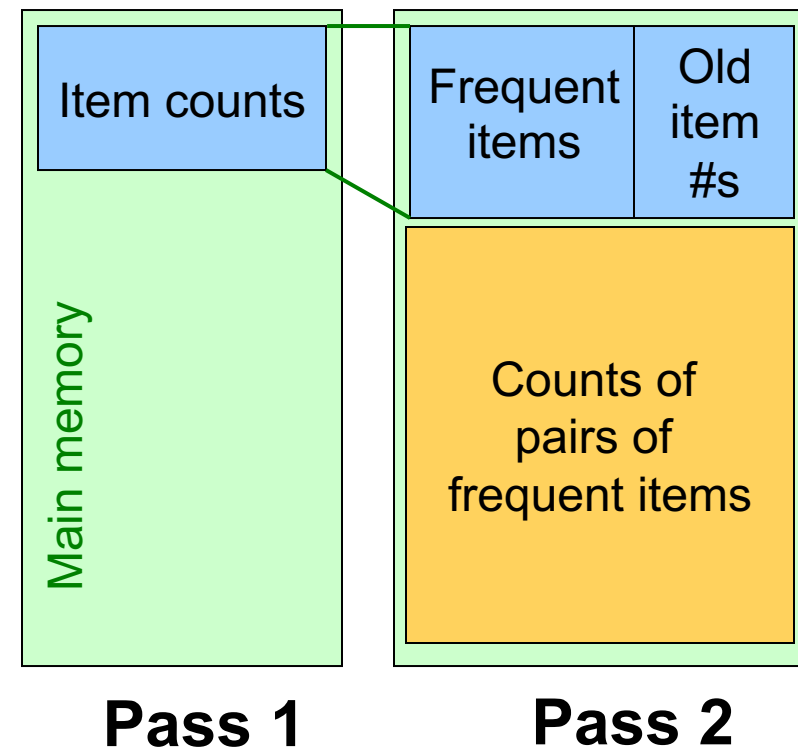 Item counts
Main memory
Frequent
items
Old
item
#s
Counts of
pairs of
frequent items
Pass 1
Pass 2